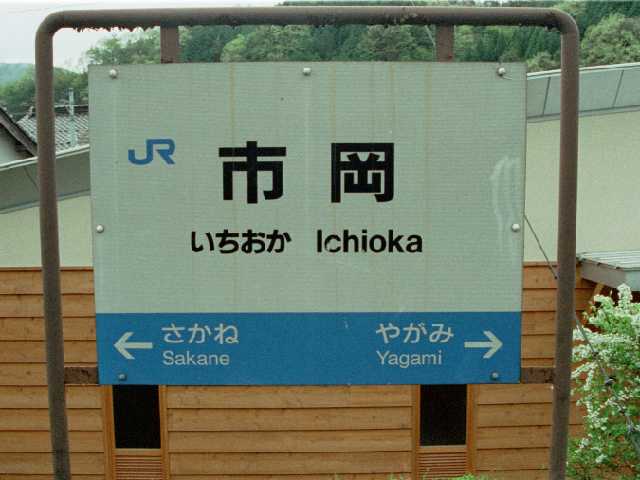 JR
市岡
いちおか Ichioka
← さかね やがみ →
Sakane Yagami